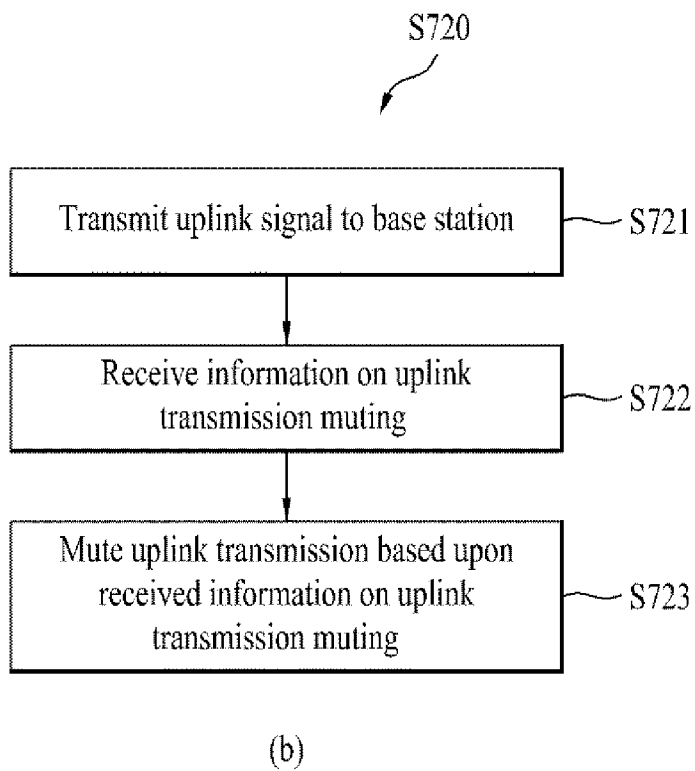 S720
Transmit uplink signal to base station
S721
Receive information on uplink
transmission muting
S722
Mute uplink transmission based upon
received information on uplink
transmission muting
S723
(b)